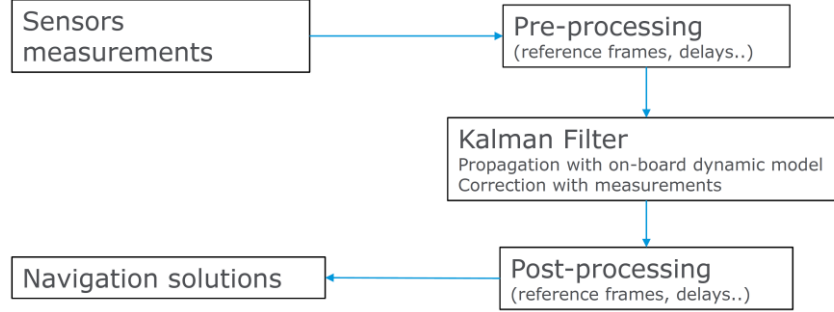 Sensors
measurements
Pre-processing
(reference frames, delays..)
Kalman Filter
Propagation with on-board dynamic model
Correction with measurements
Post-processing
(reference frames, delays..)
Navigation solutions